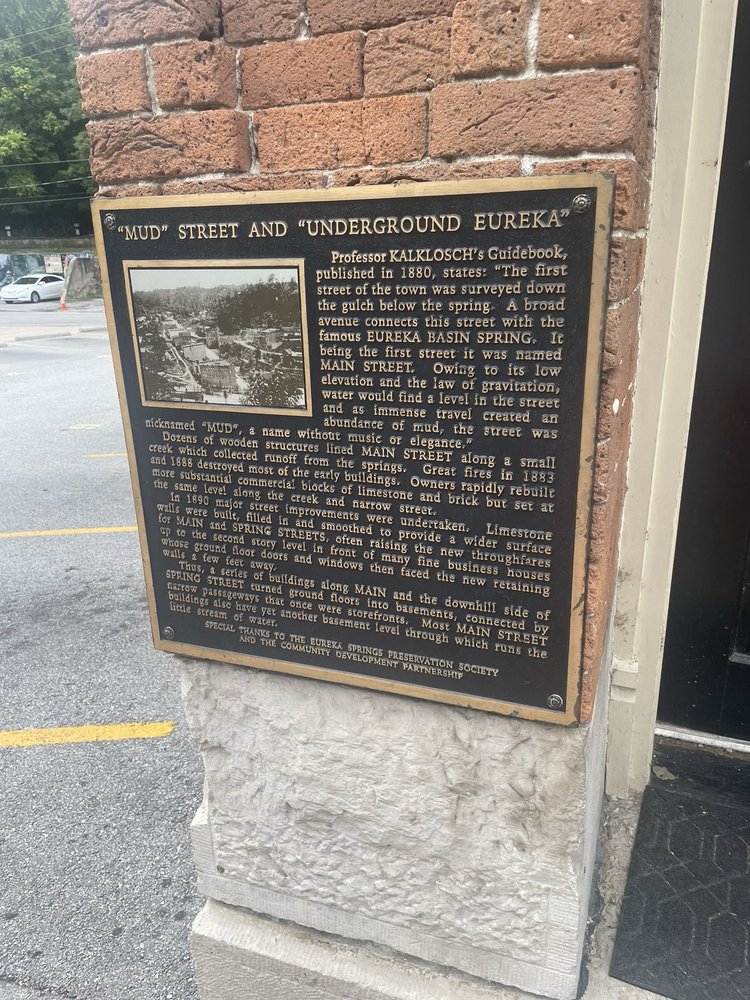 "MUD" STREET AND "UNDERGROUND EUREKA"
Professor KALKLOSCH's Guidebook,
published in 1880, states: "The first
street of the town was surveyed down
the gulch below the spring. A broad
avenue connects this street with the
famous EUREKA BASIN SPRING. It
being the first street it was named
MAIN STREET. Owing to its low
elevation and the law of gravitation,
water would find a level in the street
and as immense travel created an
abundance of mud, the street was
nicknamed "MUD", a name without music or elegance."
Dozens of wooden structures lined MAIN STREET along a small
creek which collected runoff from the springs. Great fires in 1883
and 1888 destroyed most of the early buildings. Owners rapidly rebuilt
more substantial commercial blocks of limestone and brick but set at
the same level along the creek and narrow street.
In 1890 major street improvements were undertaken. Limestone
walls were built, filled in and smoothed to provide a wider surface
for MAIN and SPRING STREETS, often raising the new throughfares
up to the second story level in front of many fine business houses
whose ground floor doors and windows then faced the new retaining
walls a few feet away.
Thus, a series of buildings along MAIN and the downhill side of
SPRING STREET turned ground floors into basements, connected by
narrow passageways that once were storefronts. Most MAIN STREET
buildings also have yet another basement level through which runs the
little stream of water.
SPECIAL THANKS TO THE EUREKA SPRINGS PRESERVATION SOCIETY
AND THE COMMUNITY DEVELOPMENT PARTNERSHIP